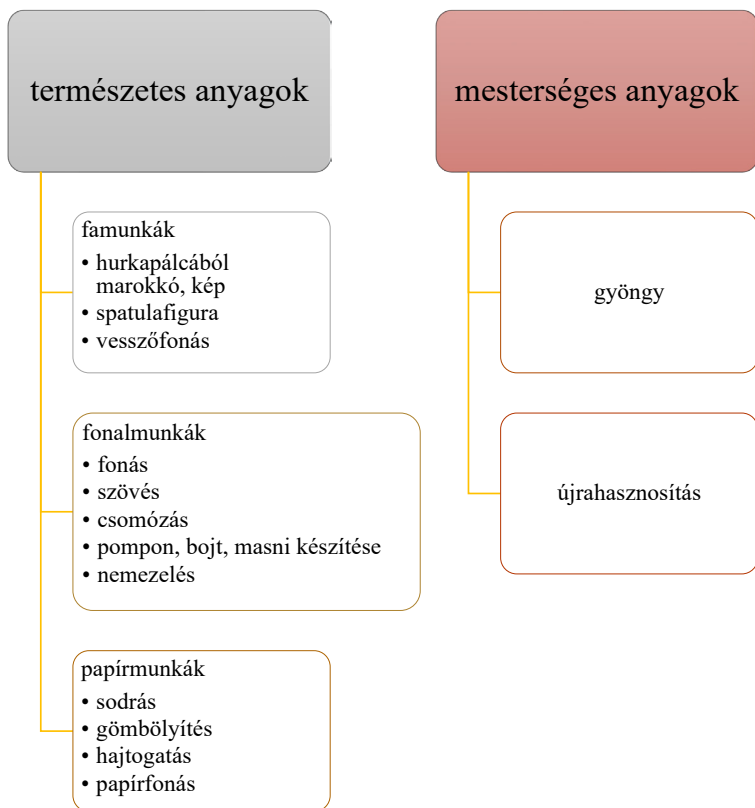 természetes anyagok
famunkák
• hurkapálcából
marokkó, kép
• spatulafigura
• vesszőfonás
fonalmunkák
• fonás
• szövés
• csomózás
• pompon, bojt, masni készítése
• nemezelés
papírmunkák
• sodrás
• gömbölyítés
• hajtogatás
• papírfonás
mesterséges anyagok
gyöngy
újrahasznosítás